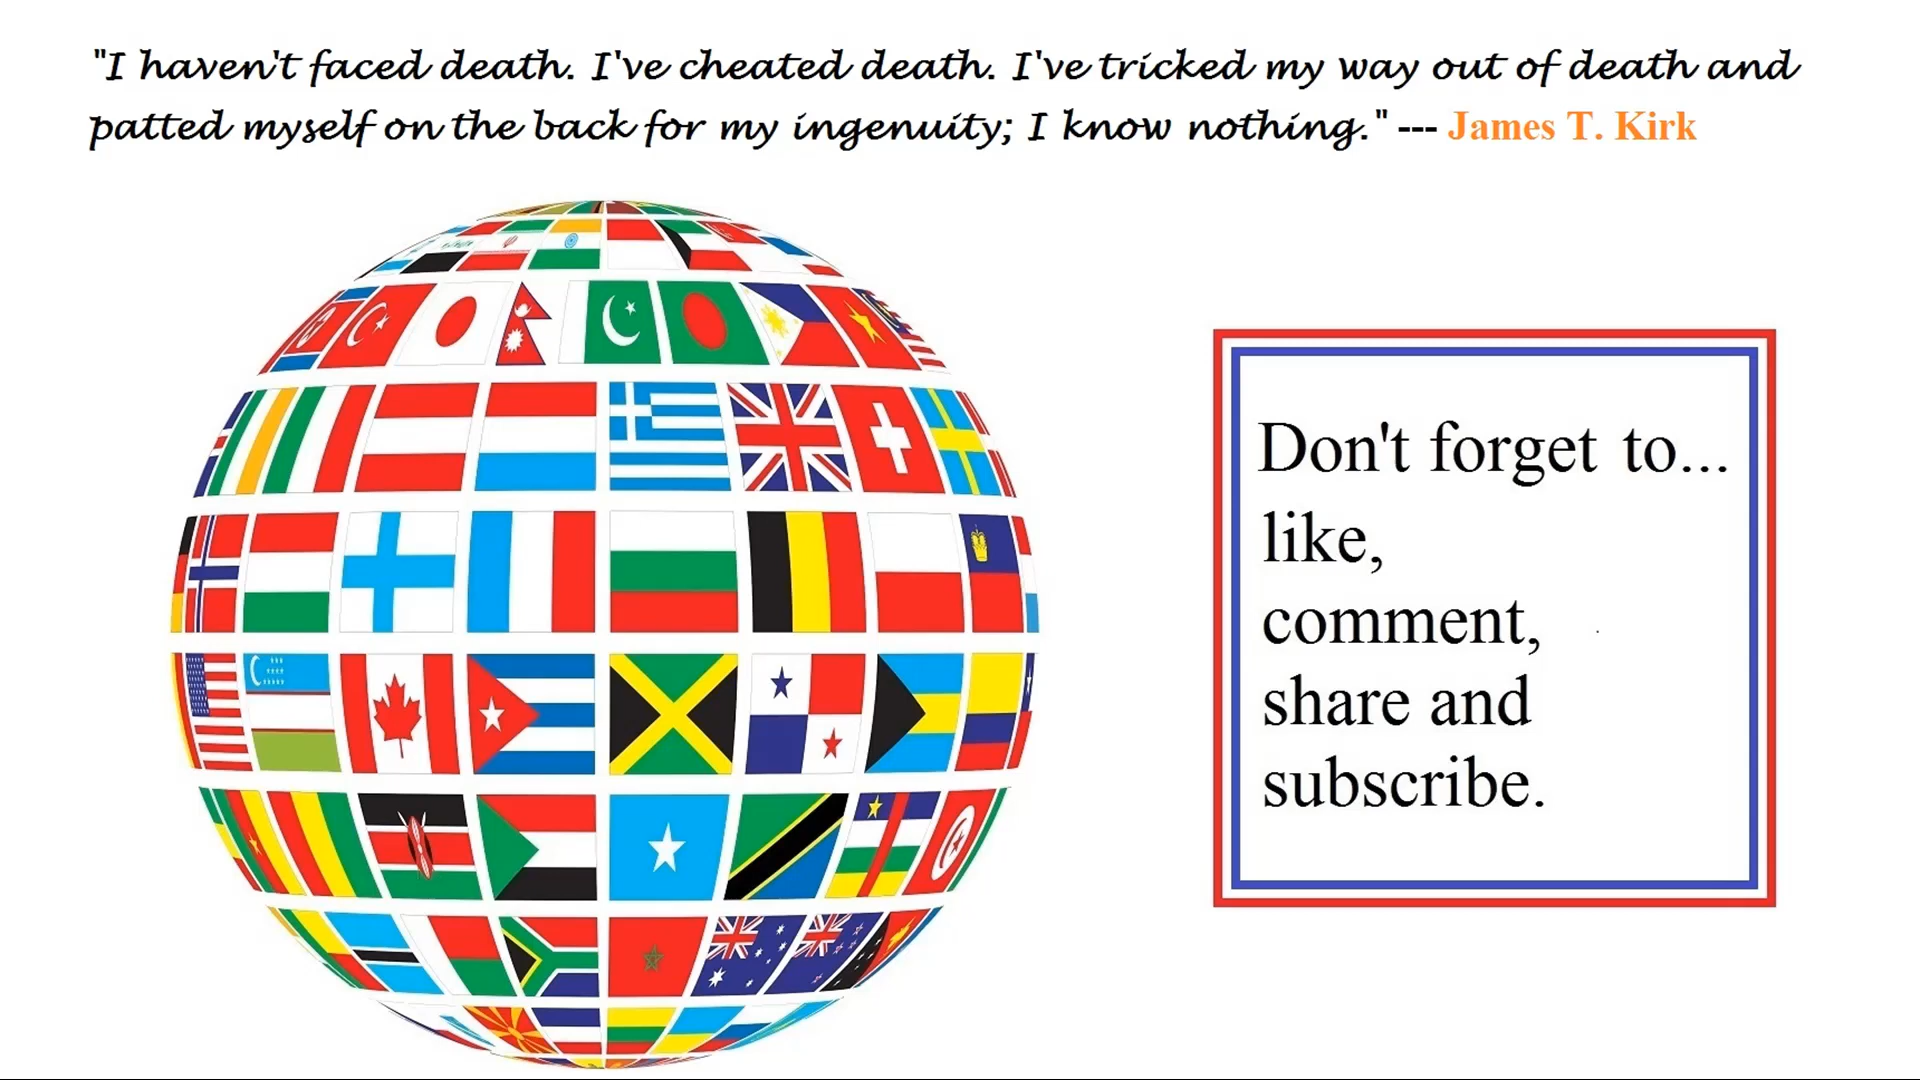 "I haven't faced death. I've cheated death. I've tricked my way out of death and
patted myself on the back for my ingenuity; I know nothing." --- James T. Kirk
Don't forget to...
like,
comment,
share and
subscribe.